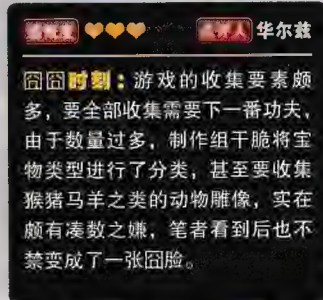 华尔兹
囧囧时刻：游戏的收集要素颇
多，要全部收集需要下一番功夫，
由于数量过多，制作组干脆将宝
物类型进行了分类，甚至要收集
猴猪马羊之类的动物雕像，实在
颇有凑数之嫌，笔者看到后也不
禁变成了一张囧脸。